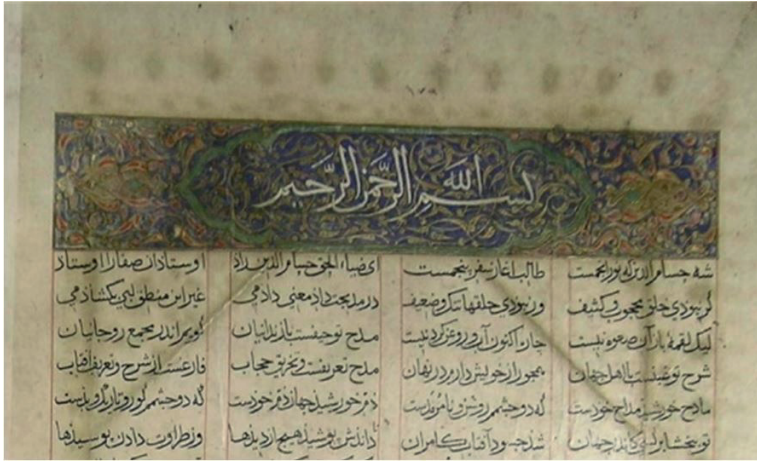 بسم الله الرحمن الرحیم
شه حسام الدین که نور انجمست طالب اغاز سفر پنجمست ای ضیاء الحق حسام الدین راد اوستادان صفا را اوستاد
گر نبودی خلق محجوب و کثیف ور نبودی حلقها تنک و ضعیف در مدیحت داد معنی دادمی غیر این منطق لبی بکشادمی
لیک لقمه باز آن صعوه نیست چاره اکنون آب و روغن کردنیست مدح تو حیفست با زندانیان گویم اندر مجمع روحانیان
شرح تو غبنست با اهل جهان همچو راز خویش دارم در نهان مدح تعریفست و تخریق حجاب فارغست از شرح و تعریف افتاب
مادح خورشید مداح خودست که دو چشمم روشن و نامرمدست ذم خورشید جهان ذم خودست که دو چشمم کور و تاریک و بدست
تو ببخشا بر کسی کاندر جهان شد حسود آفتاب کامران تاندش پوشید هیچ از دیدها وز طراوت دادن پوسیدها